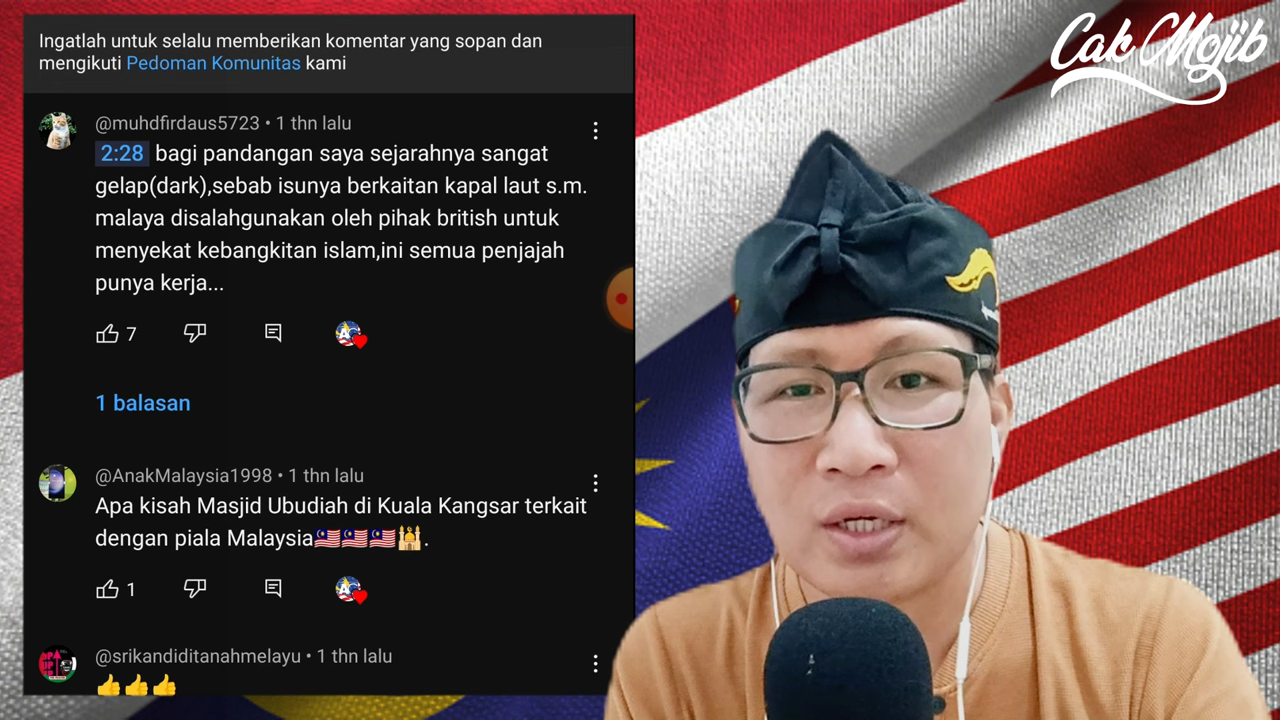 Ingatlah untuk selalu memberikan komentar yang sopan dan
mengikuti Pedoman Komunitas kami
@muhdfirdaus5723 • 1 thn lalu
2:28 bagi pandangan saya sejarahnya sangat
gelap(dark),sebab isunya berkaitan kapal laut s.m.
malaya disalahgunakan oleh pihak british untuk
menyekat kebangkitan islam,ini semua penjajah
punya kerja...
7
1 balasan
@AnakMalaysia1998 • 1 thn lalu
Apa kisah Masjid Ubudiah di Kuala Kangsar terkait
dengan piala Malaysia🇲🇾🇲🇾🇲🇾🕌.
1
@srikanditanahmelayu • 1 thn lalu
👍👍👍
Cak Mojib